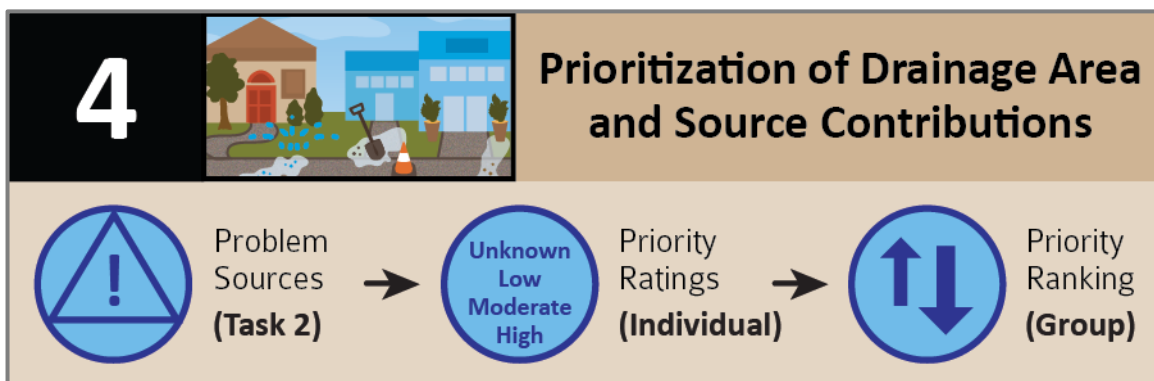 4
Prioritization of Drainage Area
and Source Contributions
!
Problem
Sources
(Task 2)
Unknown
Low
Moderate
High
Priority
Ratings
(Individual)
Priority
Ranking
(Group)